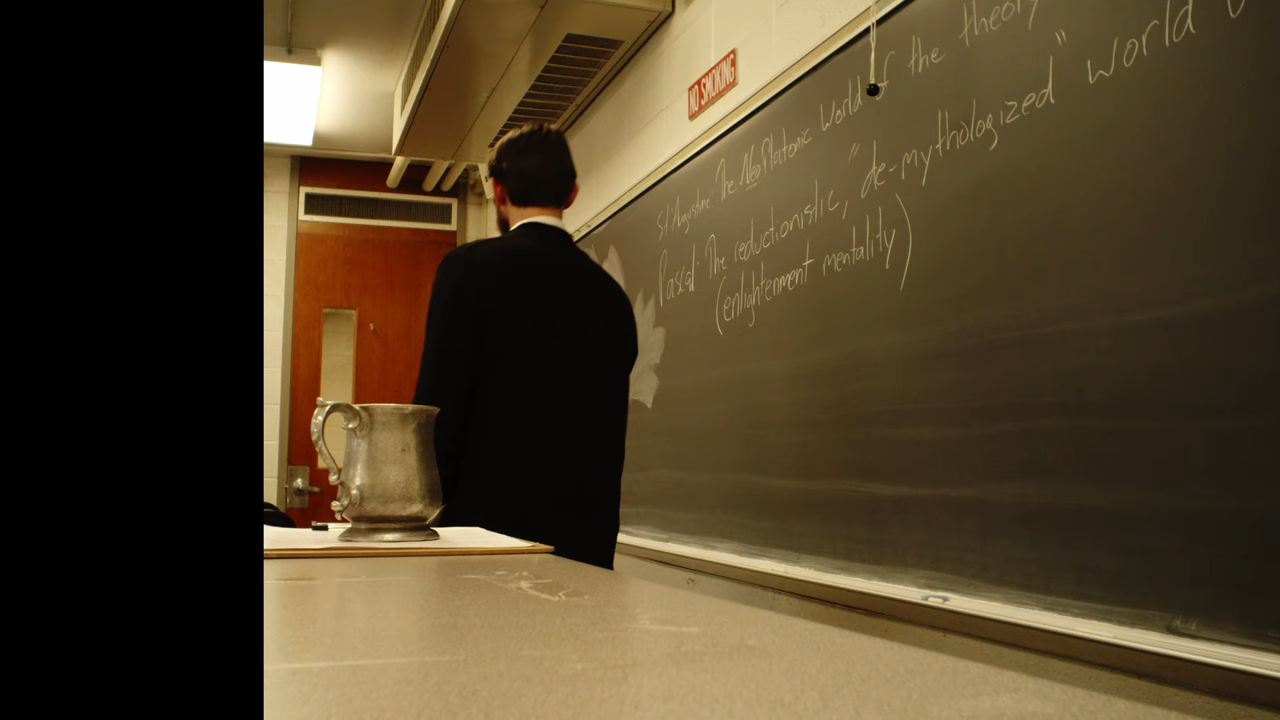 NO SMOKING
St. Augustine: The NeoPlatonic World of the theory
Pascal: The reductionistic, "de-mythologized" world
(enlightenment mentality)